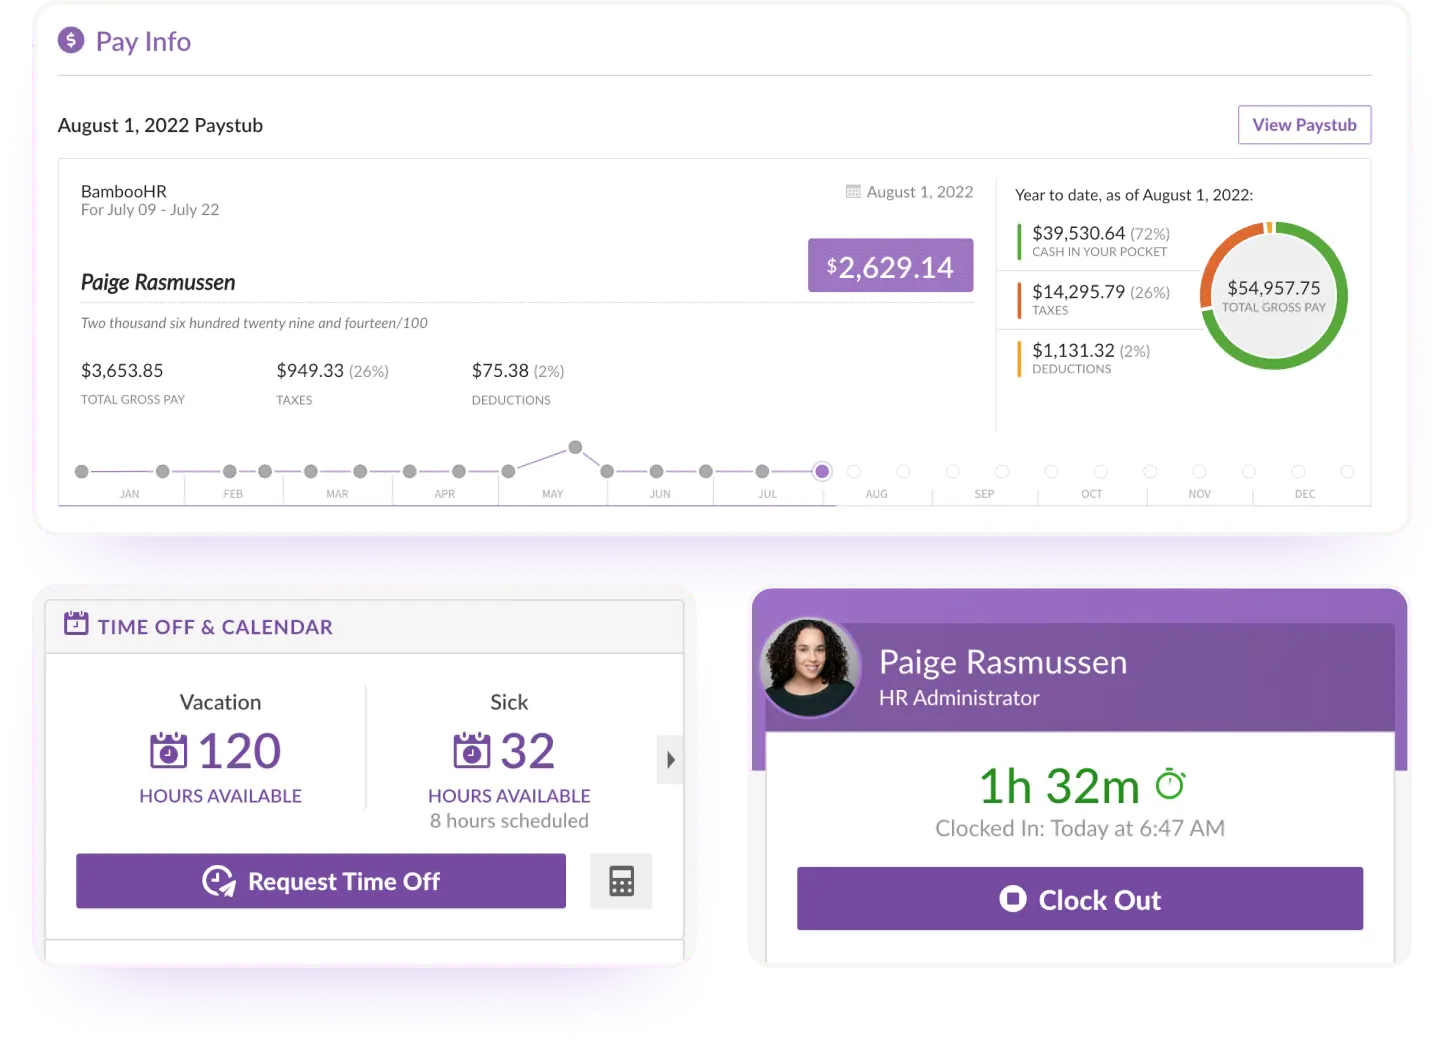 Pay Info
August 1, 2022 Paystub
View Paystub
BambooHR
For July 09 - July 22
August 1, 2022
$2,629.14
Paige Rasmussen
Two thousand six hundred twenty nine and fourteen/100
$3,653.85
TOTAL GROSS PAY
$949.33 (26%)
TAXES
$75.38 (2%)
DEDUCTIONS
Year to date, as of August 1, 2022:
$39,530.64 (72%)
CASH IN YOUR POCKET
$14,295.79 (26%)
TAXES
$1,131.32 (2%)
DEDUCTIONS
$54,957.75
TOTAL GROSS PAY
JAN FEB MAR APR MAY JUN JUL AUG SEP OCT NOV DEC
TIME OFF & CALENDAR
Vacation
120
HOURS AVAILABLE
Sick
32
HOURS AVAILABLE
8 hours scheduled
Request Time Off
Paige Rasmussen
HR Administrator
1h 32m
Clocked In: Today at 6:47 AM
Clock Out